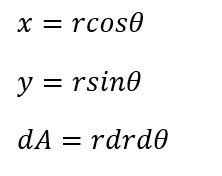 x = rcosθ
y = rsinθ
dA = rdrdθ